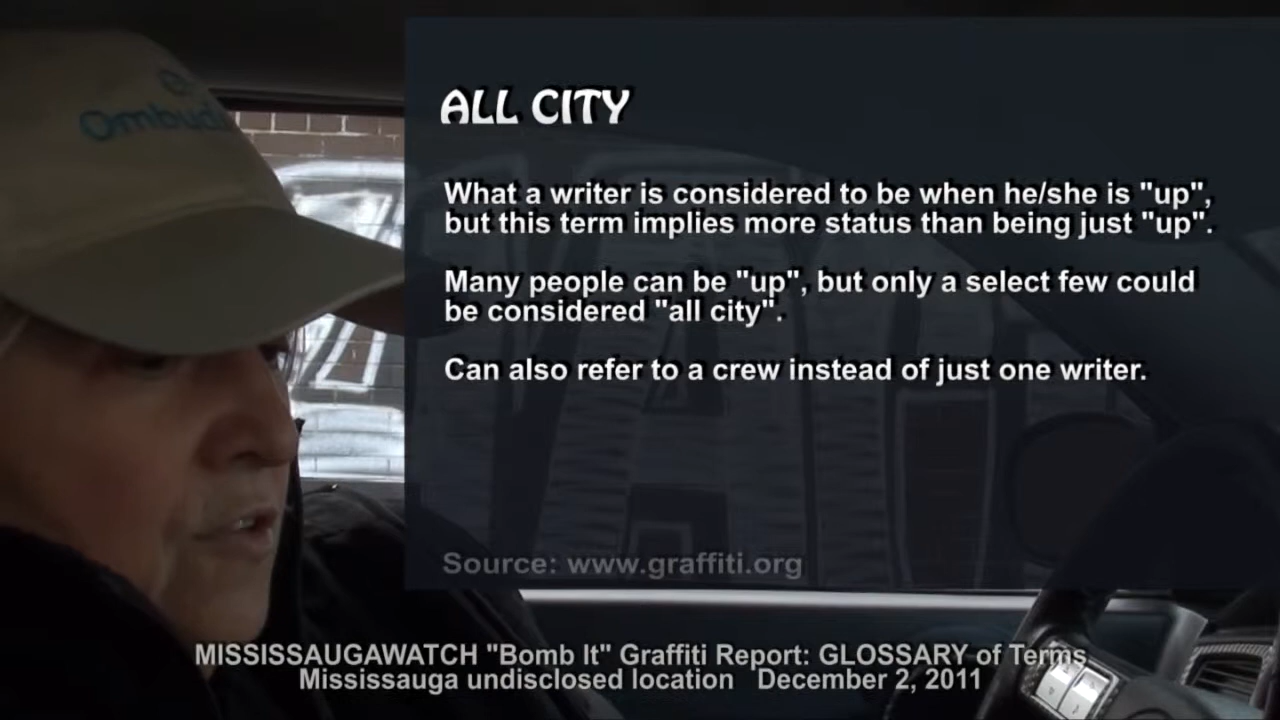 ALL CITY
What a writer is considered to be when he/she is "up",
but this term implies more status than being just "up".
Many people can be "up", but only a select few could
be considered "all city".
Can also refer to a crew instead of just one writer.
Source: www.graffiti.org
MISSISSAUGAWATCH "Bomb It" Graffiti Report: GLOSSARY of Terms
Mississauga undisclosed location December 2, 2011